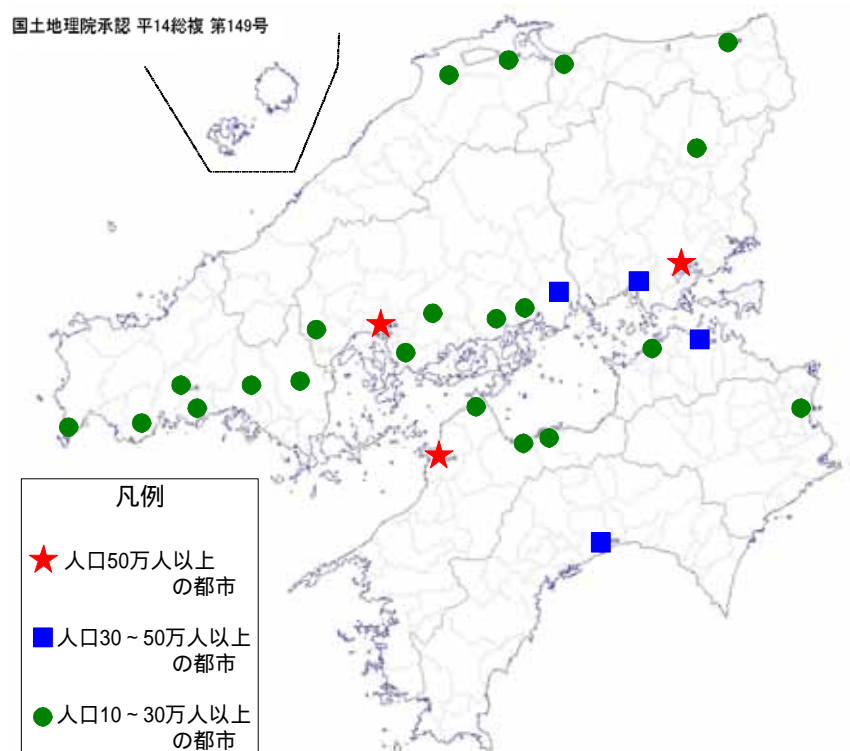 国土地理院承認 平14総複 第149号
凡例
人口50万人以上
の都市
人口30~50万人以上
の都市
人口10~30万人以上
の都市